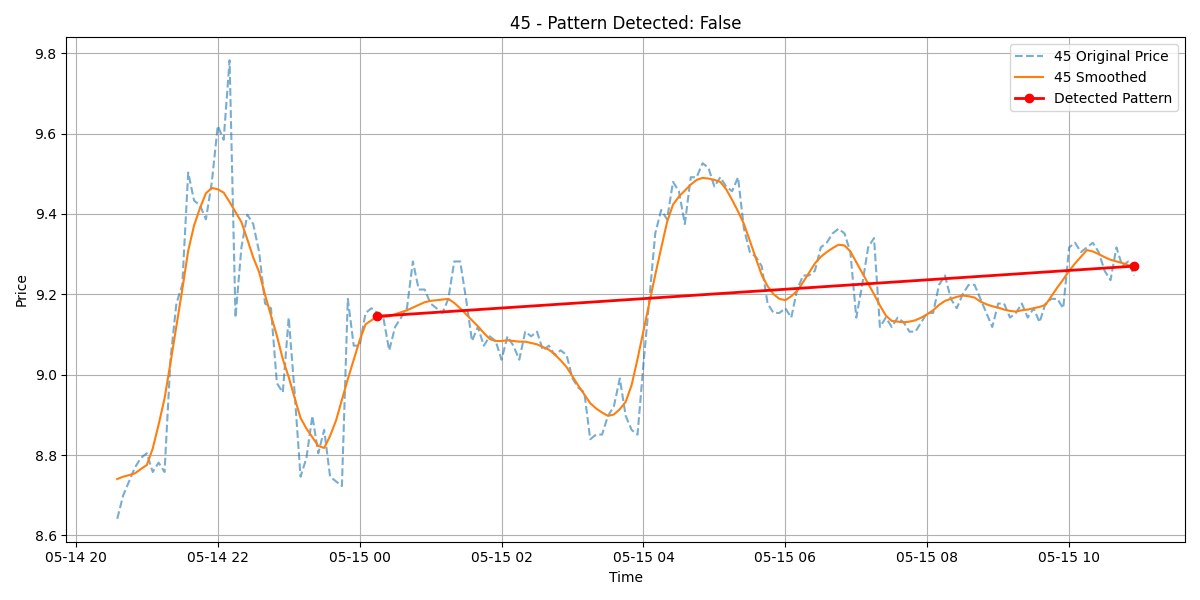 45 - Pattern Detected: False
45 Original Price
45 Smoothed
Detected Pattern
Price
9.8
9.6
9.4
9.2
9.0
8.8
8.6
05-14 20
05-14 22
05-15 00
05-15 02
05-15 04
05-15 06
05-15 08
05-15 10
Time